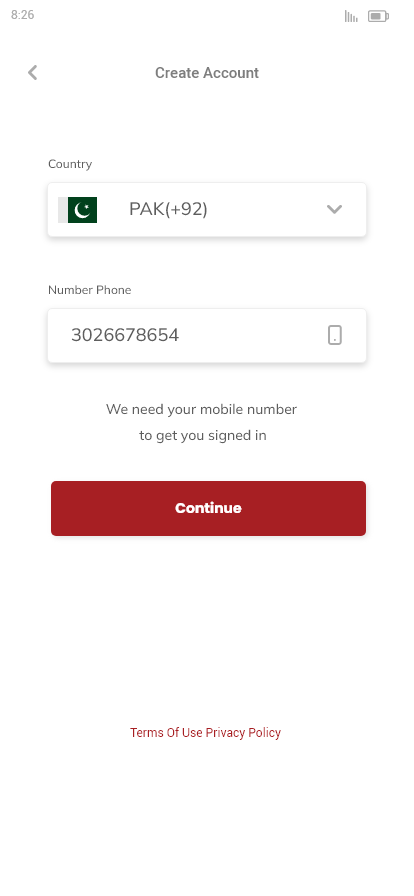 8:26
Create Account
Country
PAK(+92)
Number Phone
3026678654
We need your mobile number
to get you signed in
Continue
Terms Of Use Privacy Policy